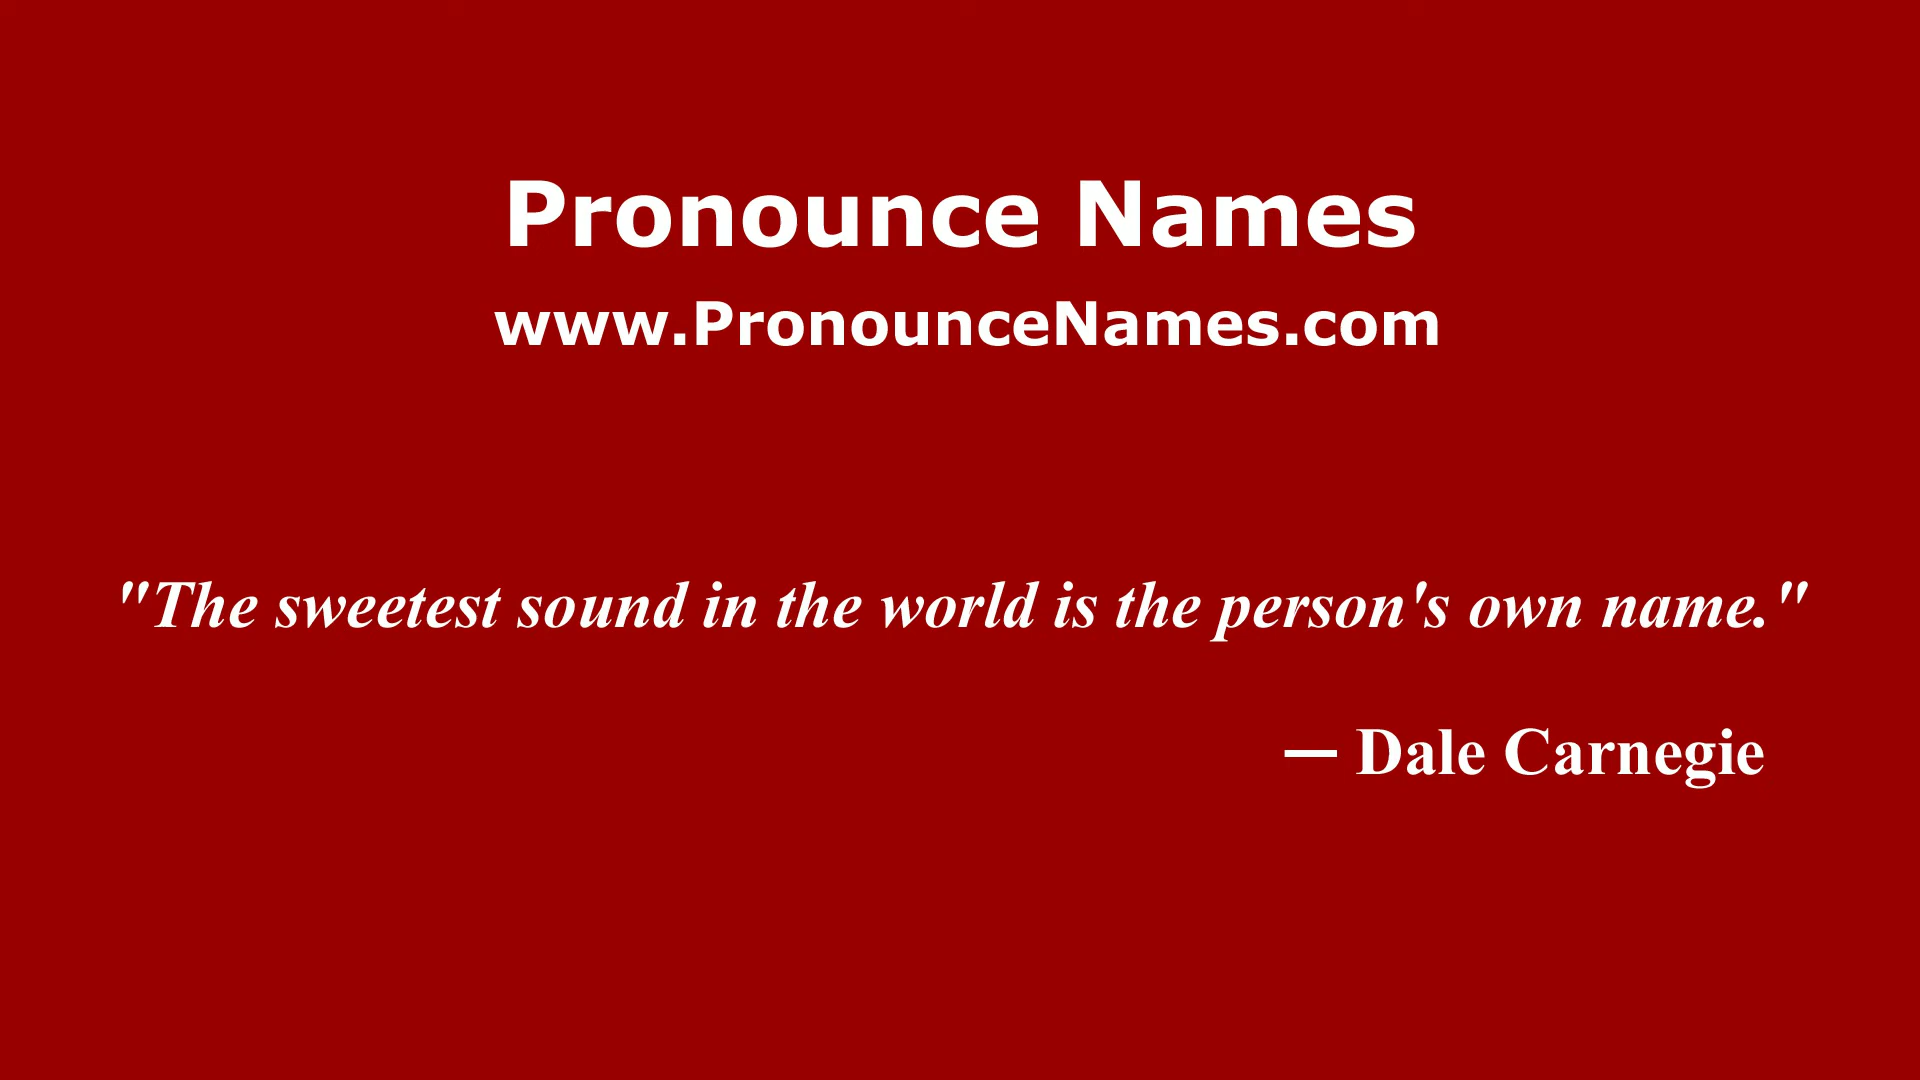 Pronounce Names
www.PronounceNames.com
"The sweetest sound in the world is the person's own name."
— Dale Carnegie